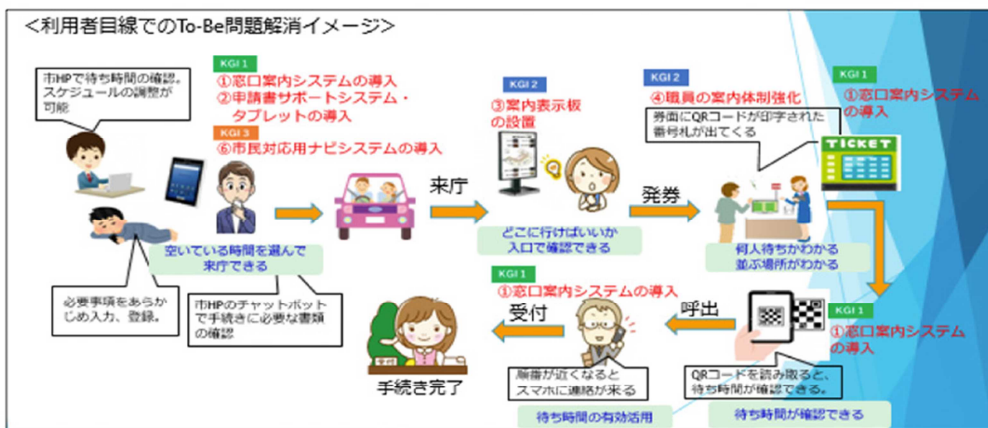 ＜利用者目線でのTo-Be問題解消イメージ＞
市HPで待ち時間の確認。
スケジュールの調整が
可能
KGI 1
①窓口案内システムの導入
②申請書サポートシステム・
タブレットの導入
KGI 3
⑥市民対応用ナビシステムの導入
空いている時間を選んで
来庁できる
必要事項をあらか
じめ入力、登録。
市HPのチャットボット
で手続きに必要な書類
の確認
来庁
KGI 2
③案内表示板
の設置
どこに行けばいいか
入口で確認できる
発券
KGI 2
④職員の案内体制強化
券面にQRコードが印字された
番号札が出てくる
KGI 1
①窓口案内システム
の導入
TICKET
何人待ちかわかる
並ぶ場所がわかる
KGI 1
①窓口案内システム
の導入
QRコードを読み取ると、
待ち時間が確認できる。
待ち時間が確認できる
呼出
KGI 1
①窓口案内システムの導入
順番が近くなると
スマホに連絡が来る
待ち時間の有効活用
受付
受付
手続き完了